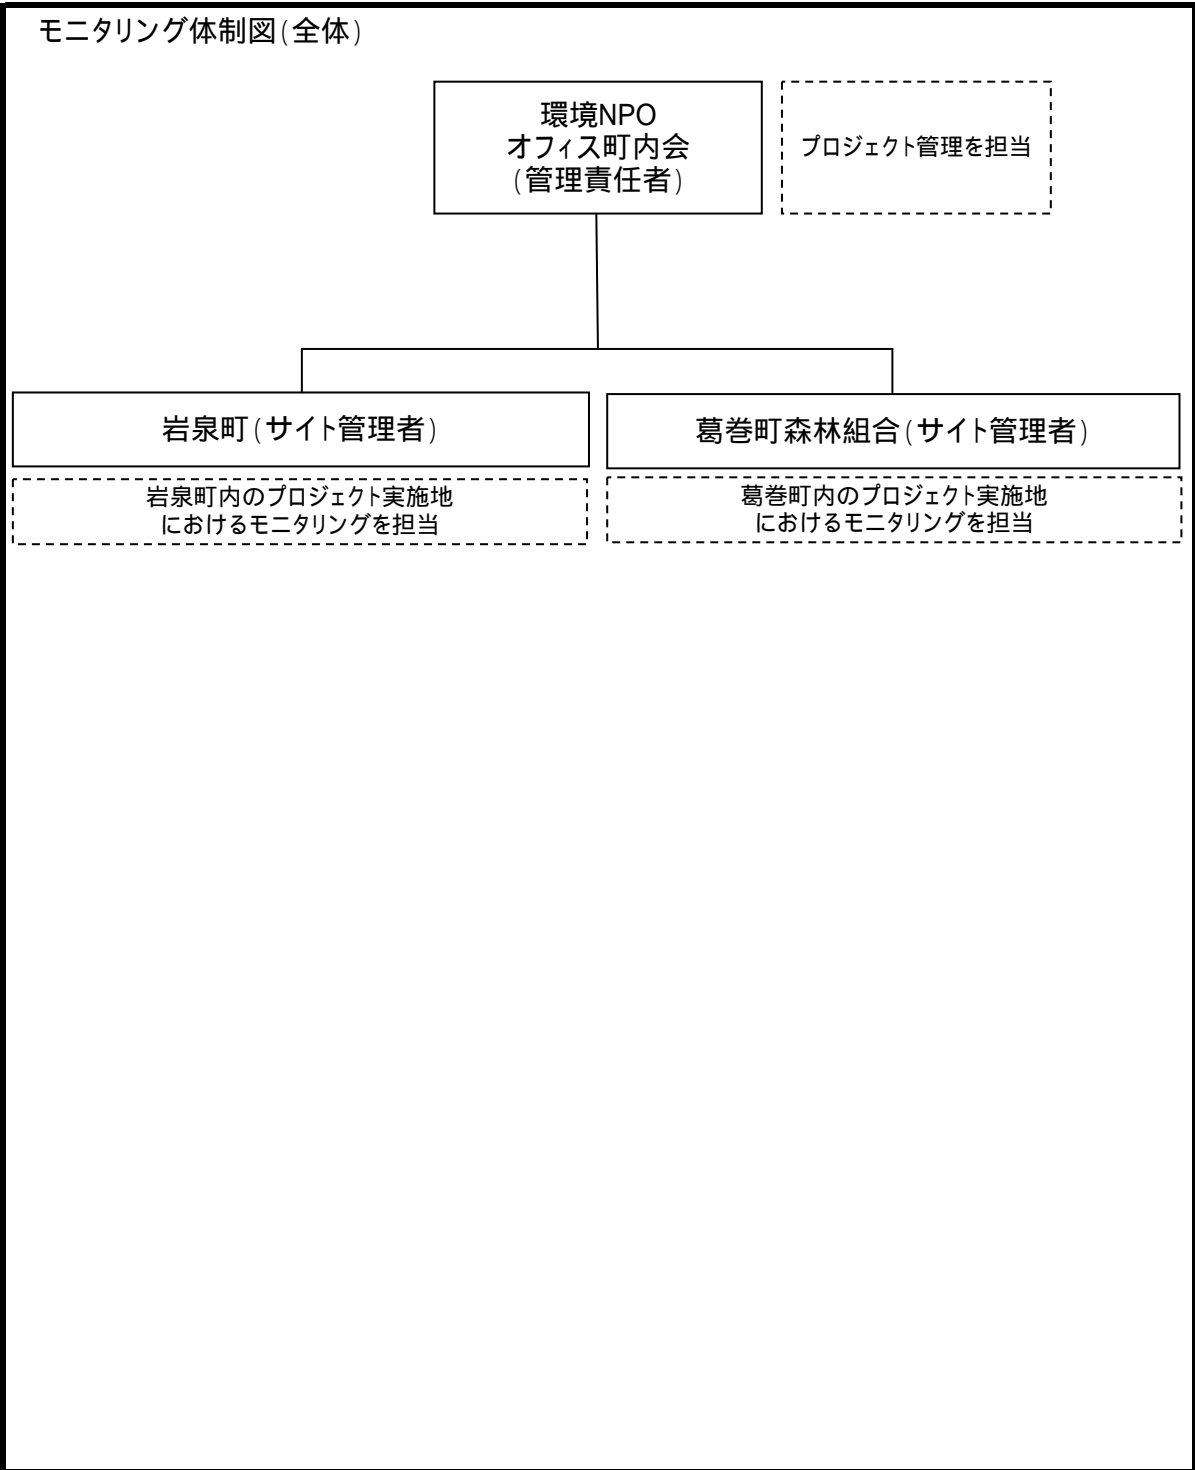 モニタリング体制図(全体)
環境NPO
オフィス町内会
(管理責任者)
プロジェクト管理を担当
岩泉町(サイト管理者)
岩泉町内のプロジェクト実施地
におけるモニタリングを担当
葛巻町森林組合(サイト管理者)
葛巻町内のプロジェクト実施地
におけるモニタリングを担当